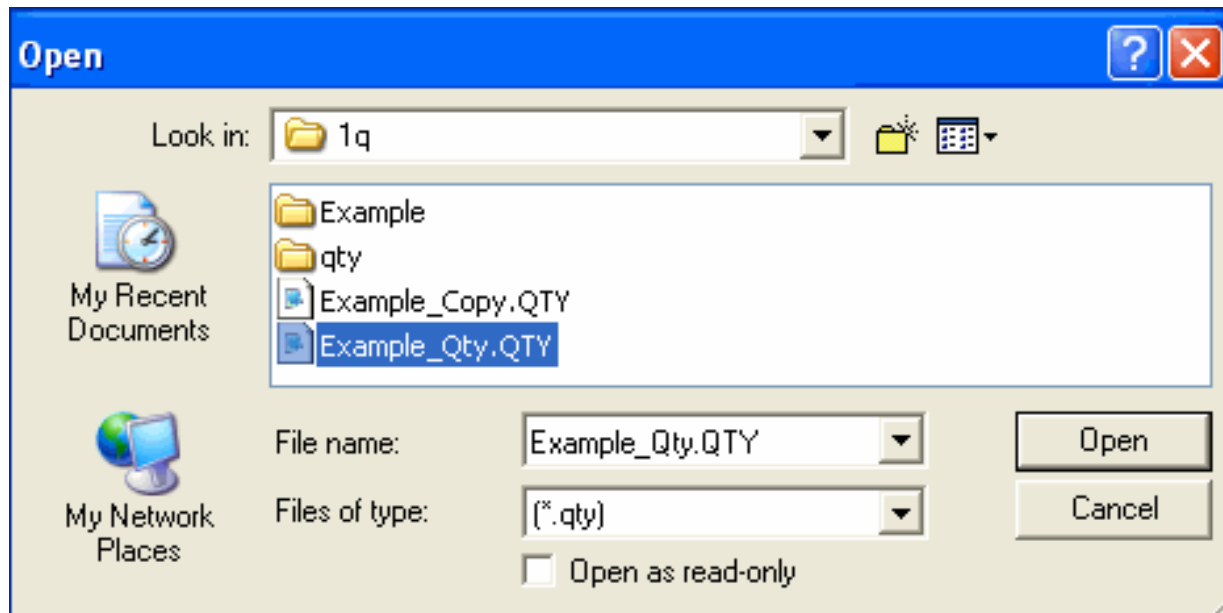 Open
Look in: 1q
Example
qty
Example_Copy.QTY
Example_Qty.QTY
My Recent
Documents
My Network
Places
File name: Example_Qty.QTY Open
Files of type: (*.qty) Cancel
Open as read-only